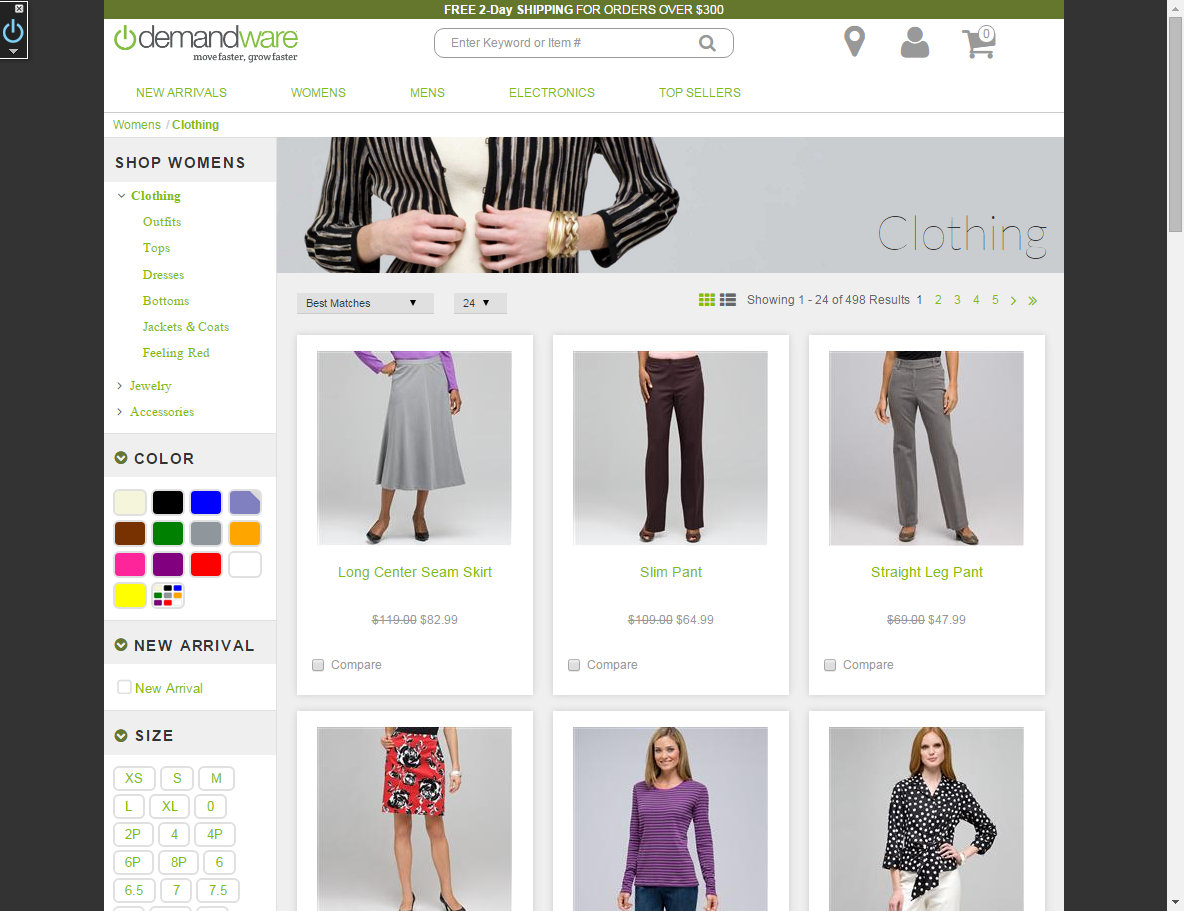 FREE 2-Day SHIPPING FOR ORDERS OVER $300
demandware
move faster, grow faster
Enter Keyword or Item #
0
NEW ARRIVALS WOMENS MENS ELECTRONICS TOP SELLERS
Womens / Clothing
SHOP WOMENS
Clothing
Outfits
Tops
Dresses
Bottoms
Jackets & Coats
Feeling Red
Jewelry
Accessories
COLOR
NEW ARRIVAL
New Arrival
SIZE
XS S M
L XL 0
2P 4 4P
6P 8P 6
6.5 7 7.5
Clothing
Best Matches 24 Showing 1 - 24 of 498 Results 1 2 3 4 5 › »
Long Center Seam Skirt
$119.00 $82.99
Compare
Slim Pant
$109.00 $64.99
Compare
Straight Leg Pant
$69.00 $47.99
Compare